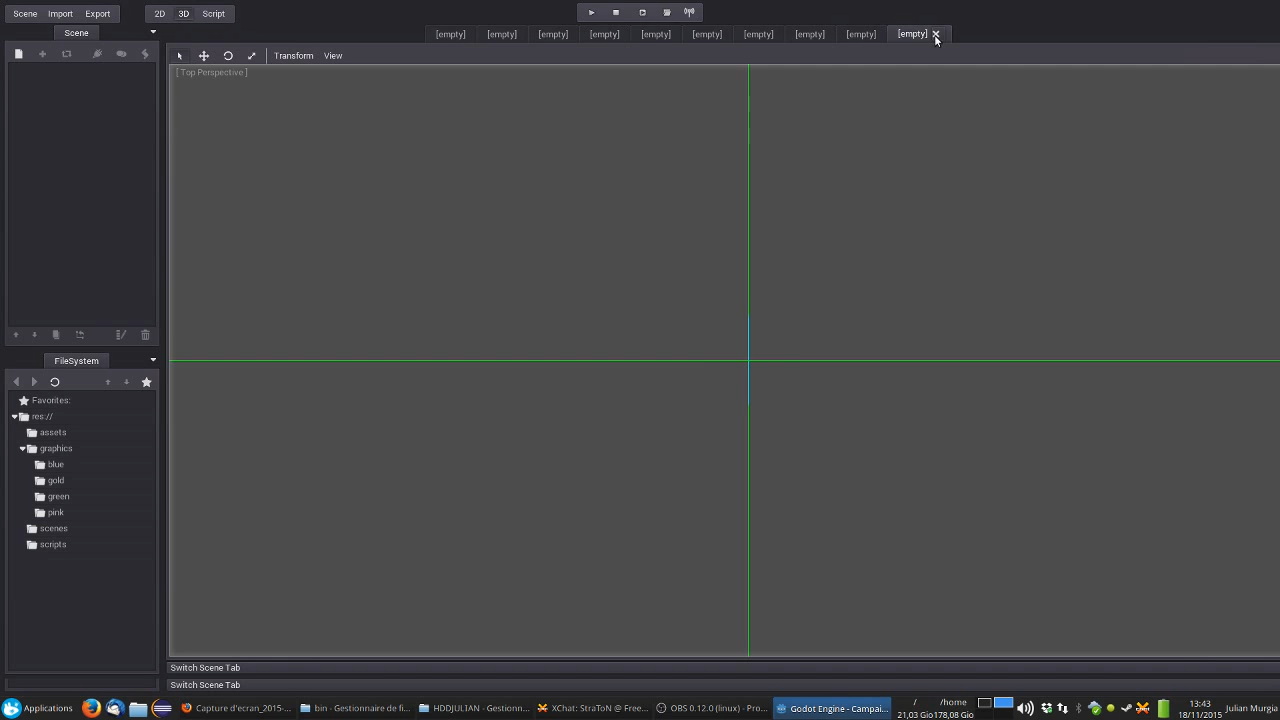 Scene Import Export 2D 3D Script
Scene
[empty] [empty] [empty] [empty] [empty] [empty] [empty] [empty] [empty] [empty]
Transform View
[ Top Perspective ]
FileSystem
Favorites:
res://
assets
graphics
blue
gold
green
pink
scenes
scripts
Switch Scene Tab
Switch Scene Tab
Applications Capture d'ecran_2015-... bin - Gestionnaire de fi... HDDJULIAN - Gestionn... XChat: StraToN @ Free... OBS 0.12.0 (linux) - Pro... Godot Engine - Campai... / /home 13:43 Julian Murgia
21,03 Gio 178,08 Gio 18/11/2015